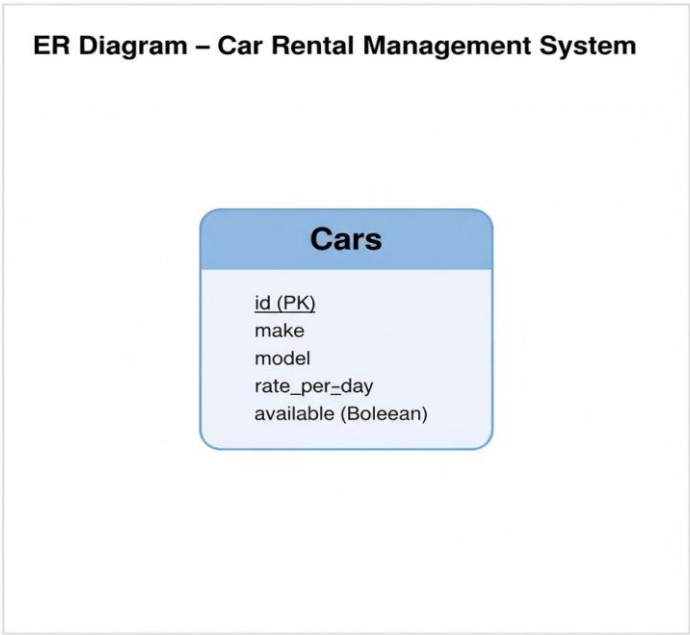 ER Diagram – Car Rental Management System
Cars
id (PK)
make
model
rate_per_day
available (Boleean)